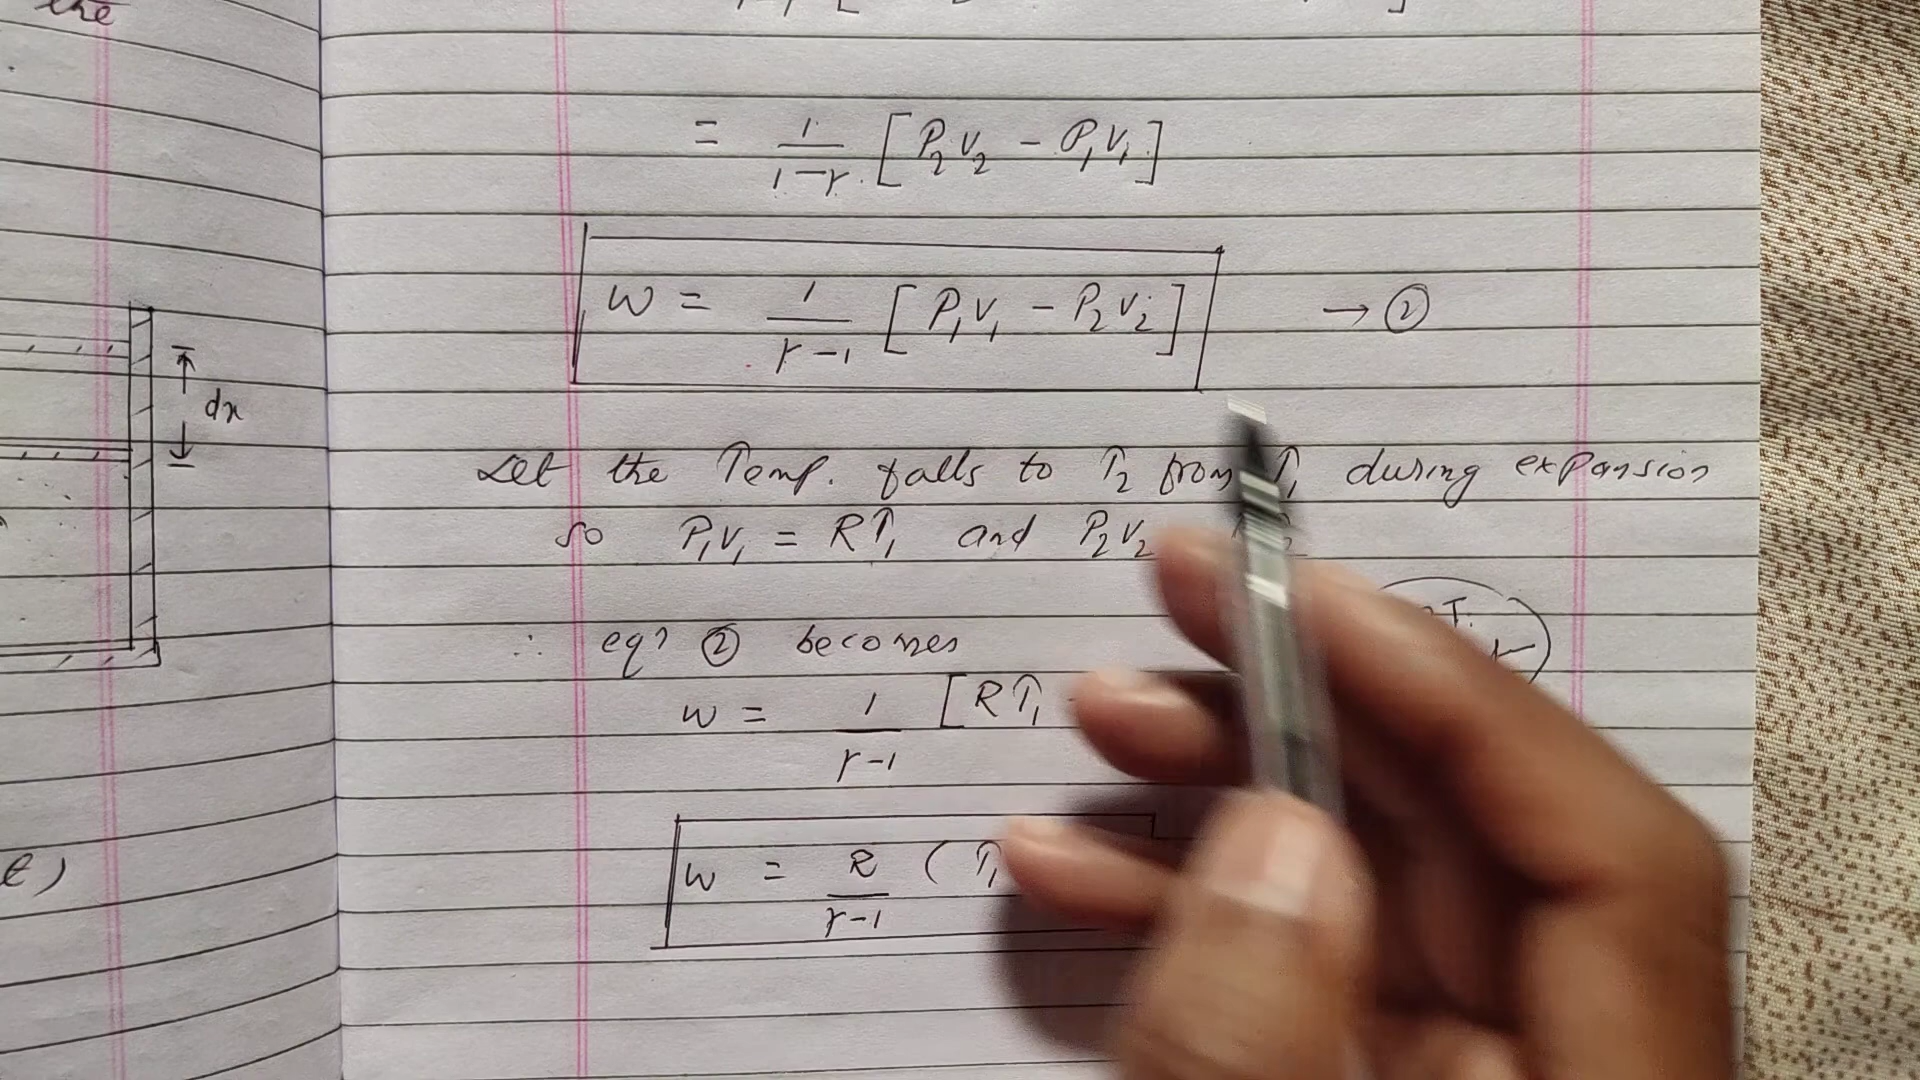 the
= 1/1-γ [P₂V₂ - P₁V₁]
W = 1/γ-1 [P₁V₁ - P₂V₂] → ②
dx
Let the Temp. falls to T₂ from T₁ during expansion
so P₁V₁ = RT₁ and P₂V₂
∴ eqn ② becomes
W = 1/γ-1 [RT₁
W = R/γ-1 (T₁